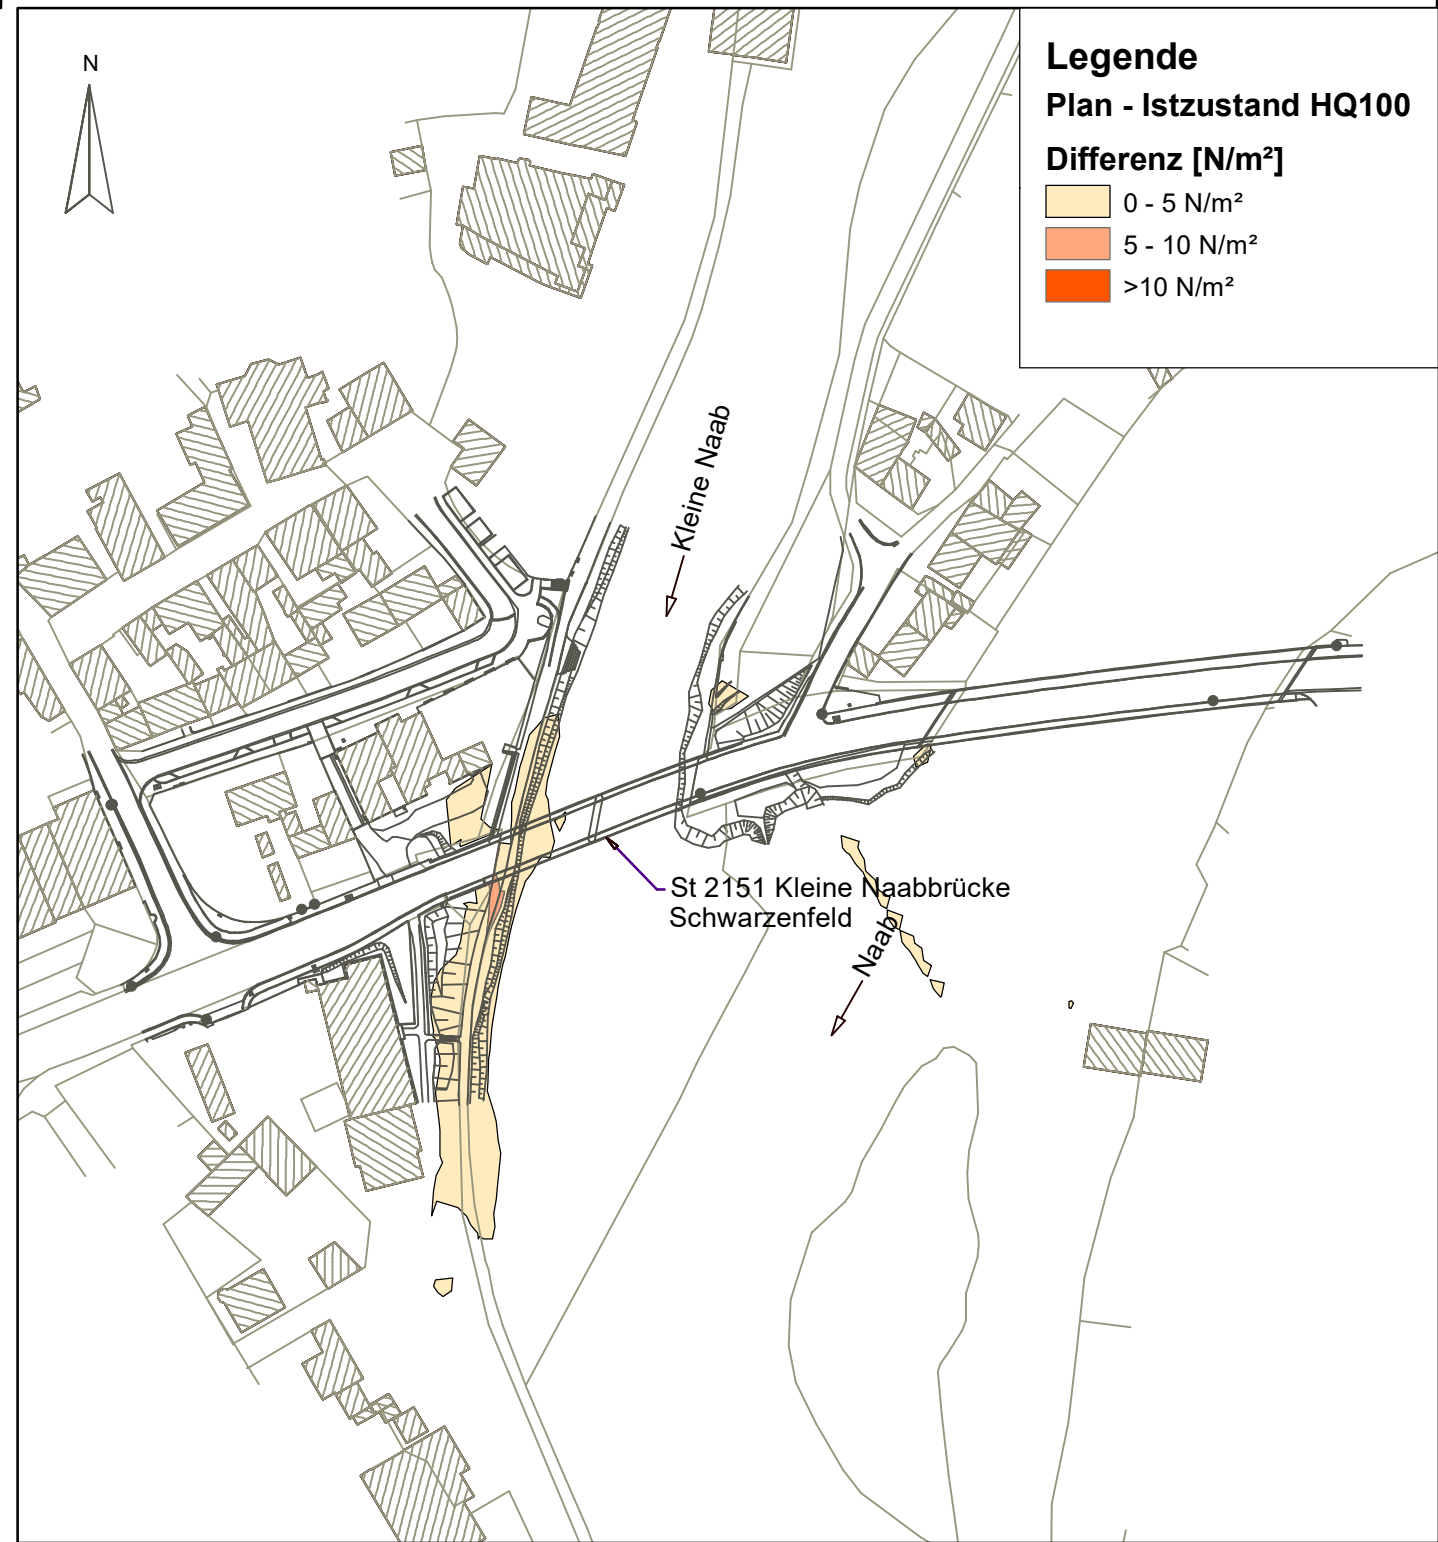 N
Legende
Plan - Istzustand HQ100
Differenz [N/m²]
0 - 5 N/m²
5 - 10 N/m²
>10 N/m²
Kleine Naab
St 2151 Kleine Naabbrücke
Schwarzenfeld
Naab